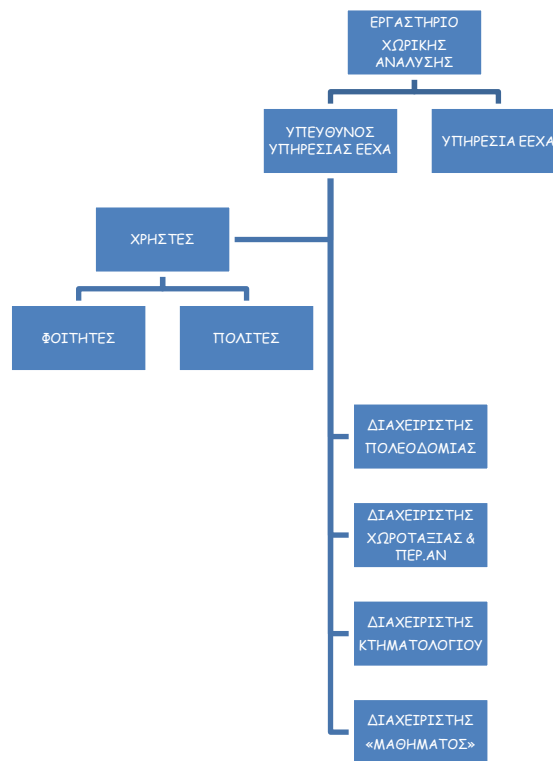 ΕΡΓΑΣΤΗΡΙΟ
ΧΩΡΙΚΗΣ
ΑΝΑΛΥΣΗΣ
ΥΠΕΥΘΥΝΟΣ
ΥΠΗΡΕΣΙΑΣ ΕΕΧΑ
ΥΠΗΡΕΣΙΑ ΕΕΧΑ
ΧΡΗΣΤΕΣ
ΦΟΙΤΗΤΕΣ
ΠΟΛΙΤΕΣ
ΔΙΑΧΕΙΡΙΣΤΗΣ
ΠΟΛΕΟΔΟΜΙΑΣ
ΔΙΑΧΕΙΡΙΣΤΗΣ
ΧΩΡΟΤΑΞΙΑΣ &
ΠΕΡ.ΑΝ
ΔΙΑΧΕΙΡΙΣΤΗΣ
ΚΤΗΜΑΤΟΛΟΓΙΟΥ
ΔΙΑΧΕΙΡΙΣΤΗΣ
«ΜΑΘΗΜΑΤΟΣ»